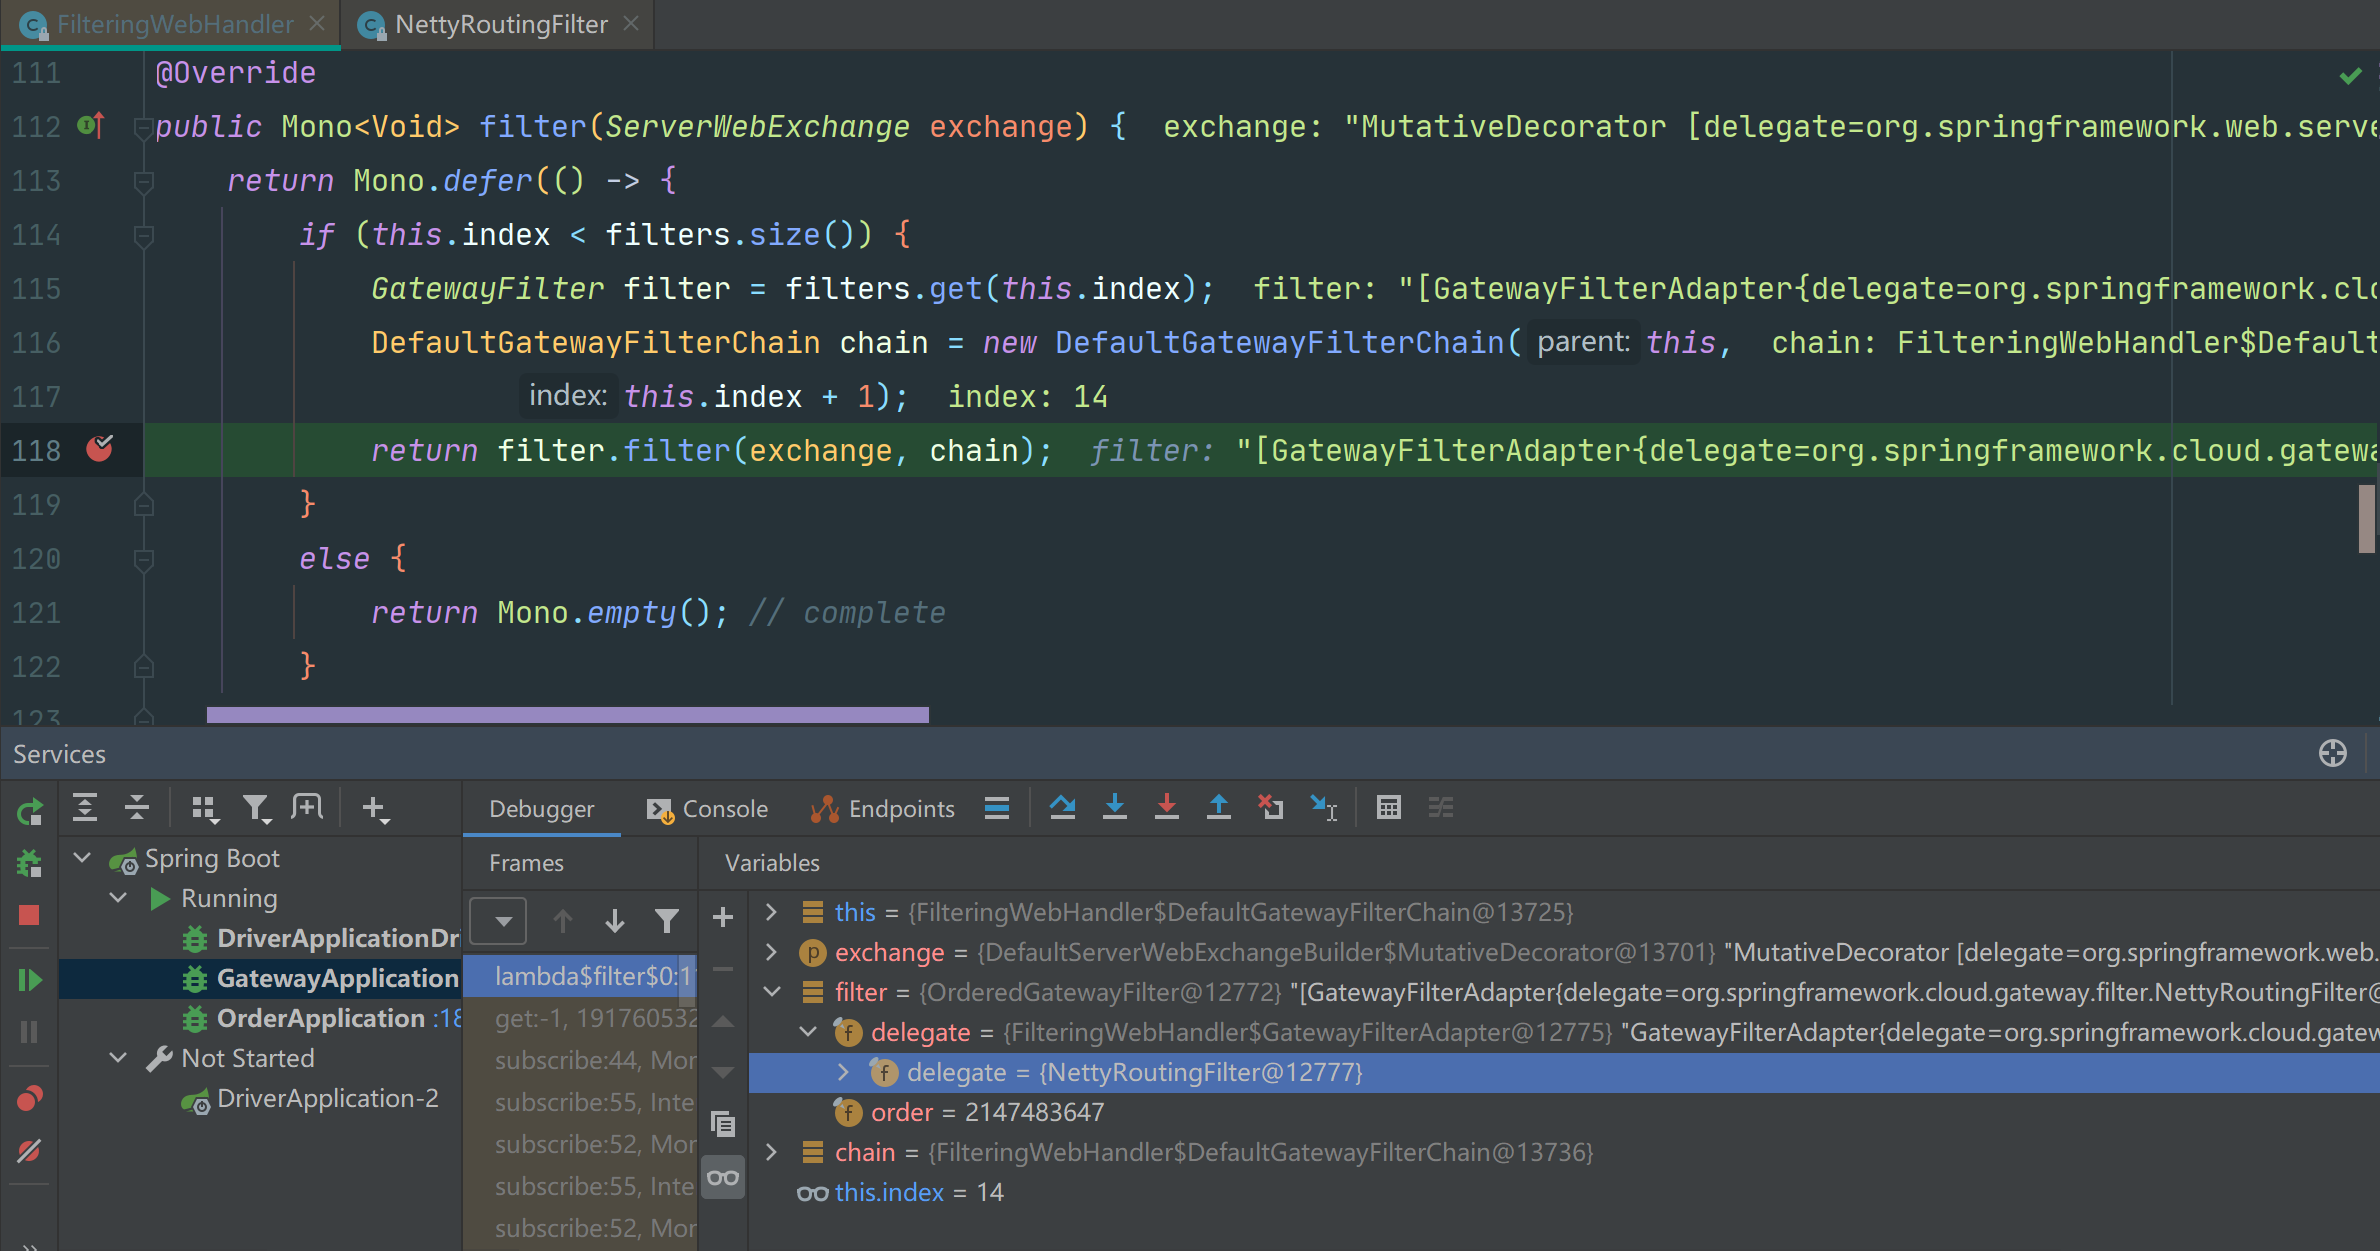 FilteringWebHandler NettyRoutingFilter
111 @Override
112 public Mono<Void> filter(ServerWebExchange exchange) { exchange: "MutativeDecorator [delegate=org.springframework.web.serve
113 return Mono.defer(() -> {
114 if (this.index < filters.size()) {
115 GatewayFilter filter = filters.get(this.index); filter: "[GatewayFilterAdapter{delegate=org.springframework.clo
116 DefaultGatewayFilterChain chain = new DefaultGatewayFilterChain( parent: this, chain: FilteringWebHandler$Default
117 index: this.index + 1); index: 14
118 return filter.filter(exchange, chain); filter: "[GatewayFilterAdapter{delegate=org.springframework.cloud.gatewa
119 }
120 else {
121 return Mono.empty(); // complete
122 }
123
Services
Debugger Console Endpoints
Frames Variables
Spring Boot
Running
DriverApplicationDri
GatewayApplication
OrderApplication :18
Not Started
DriverApplication-2
lambda$filter$0:11
get:-1, 191760532
subscribe:44, Mon
subscribe:55, Inte
subscribe:52, Mon
subscribe:55, Inte
subscribe:52, Mon
this = {FilteringWebHandler$DefaultGatewayFilterChain@13725}
exchange = {DefaultServerWebExchangeBuilder$MutativeDecorator@13701} "MutativeDecorator [delegate=org.springframework.web.
filter = {OrderedGatewayFilter@12772} "[GatewayFilterAdapter{delegate=org.springframework.cloud.gateway.filter.NettyRoutingFilter@
delegate = {FilteringWebHandler$GatewayFilterAdapter@12775} "GatewayFilterAdapter{delegate=org.springframework.cloud.gatew
delegate = {NettyRoutingFilter@12777}
order = 2147483647
chain = {FilteringWebHandler$DefaultGatewayFilterChain@13736}
this.index = 14